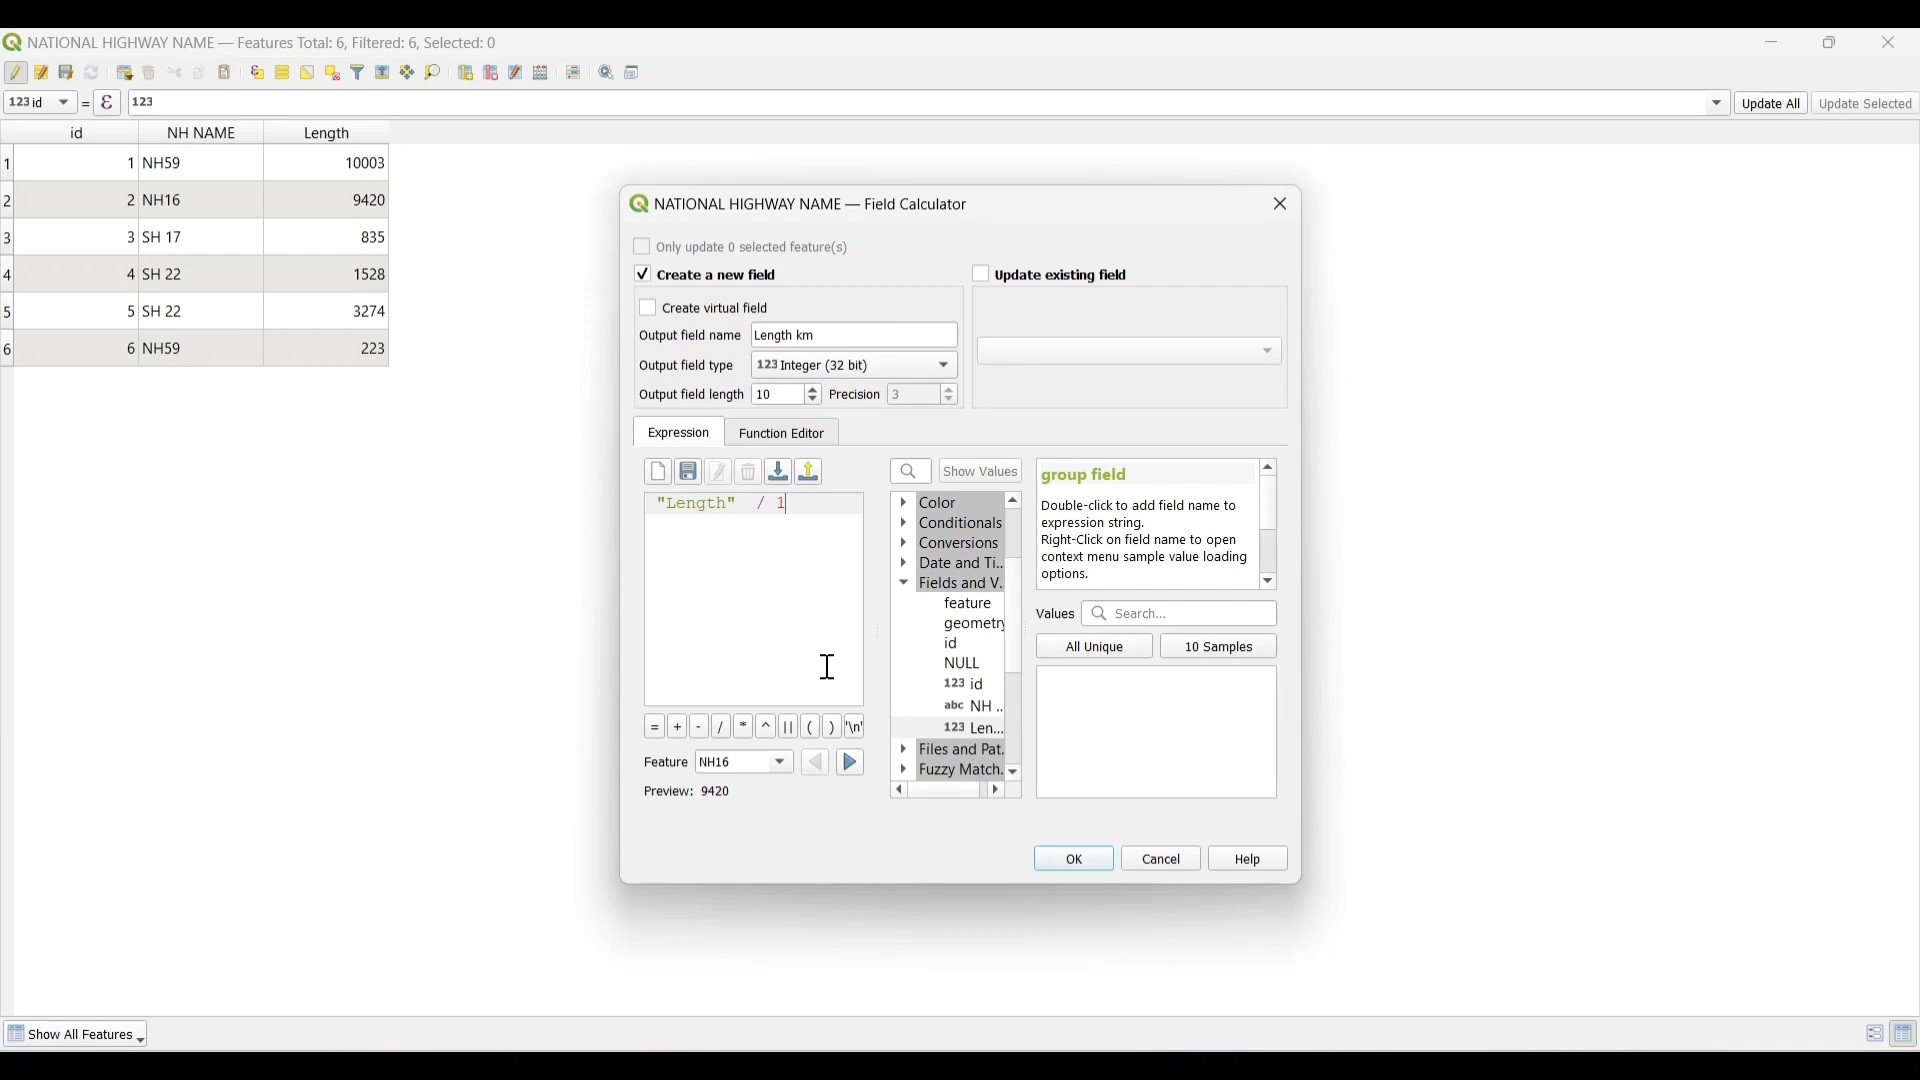 NATIONAL HIGHWAY NAME — Features Total: 6, Filtered: 6, Selected: 0
123 id = ε 123 Update All Update Selected
id NH NAME Length
1 1 NH59 10003
2 2 NH16 9420
3 3 SH 17 835
4 4 SH 22 1528
5 5 SH 22 3274
6 6 NH59 223
NATIONAL HIGHWAY NAME — Field Calculator
Only update 0 selected feature(s)
Create a new field
Update existing field
Create virtual field
Output field name Length km
Output field type 123 Integer (32 bit)
Output field length 10 Precision 3
Expression Function Editor
Show Values
"Length" / 1
Color
Conditionals
Conversions
Date and Ti...
Fields and V...
feature
geometry
id
NULL
123 id
abc NH ...
123 Len...
Files and Pat...
Fuzzy Match...
group field
Double-click to add field name to
expression string.
Right-Click on field name to open
context menu sample value loading
options.
Values Search...
All Unique 10 Samples
= + - / * ^ || ( ) '\n'
Feature NH16
Preview: 9420
OK Cancel Help
Show All Features